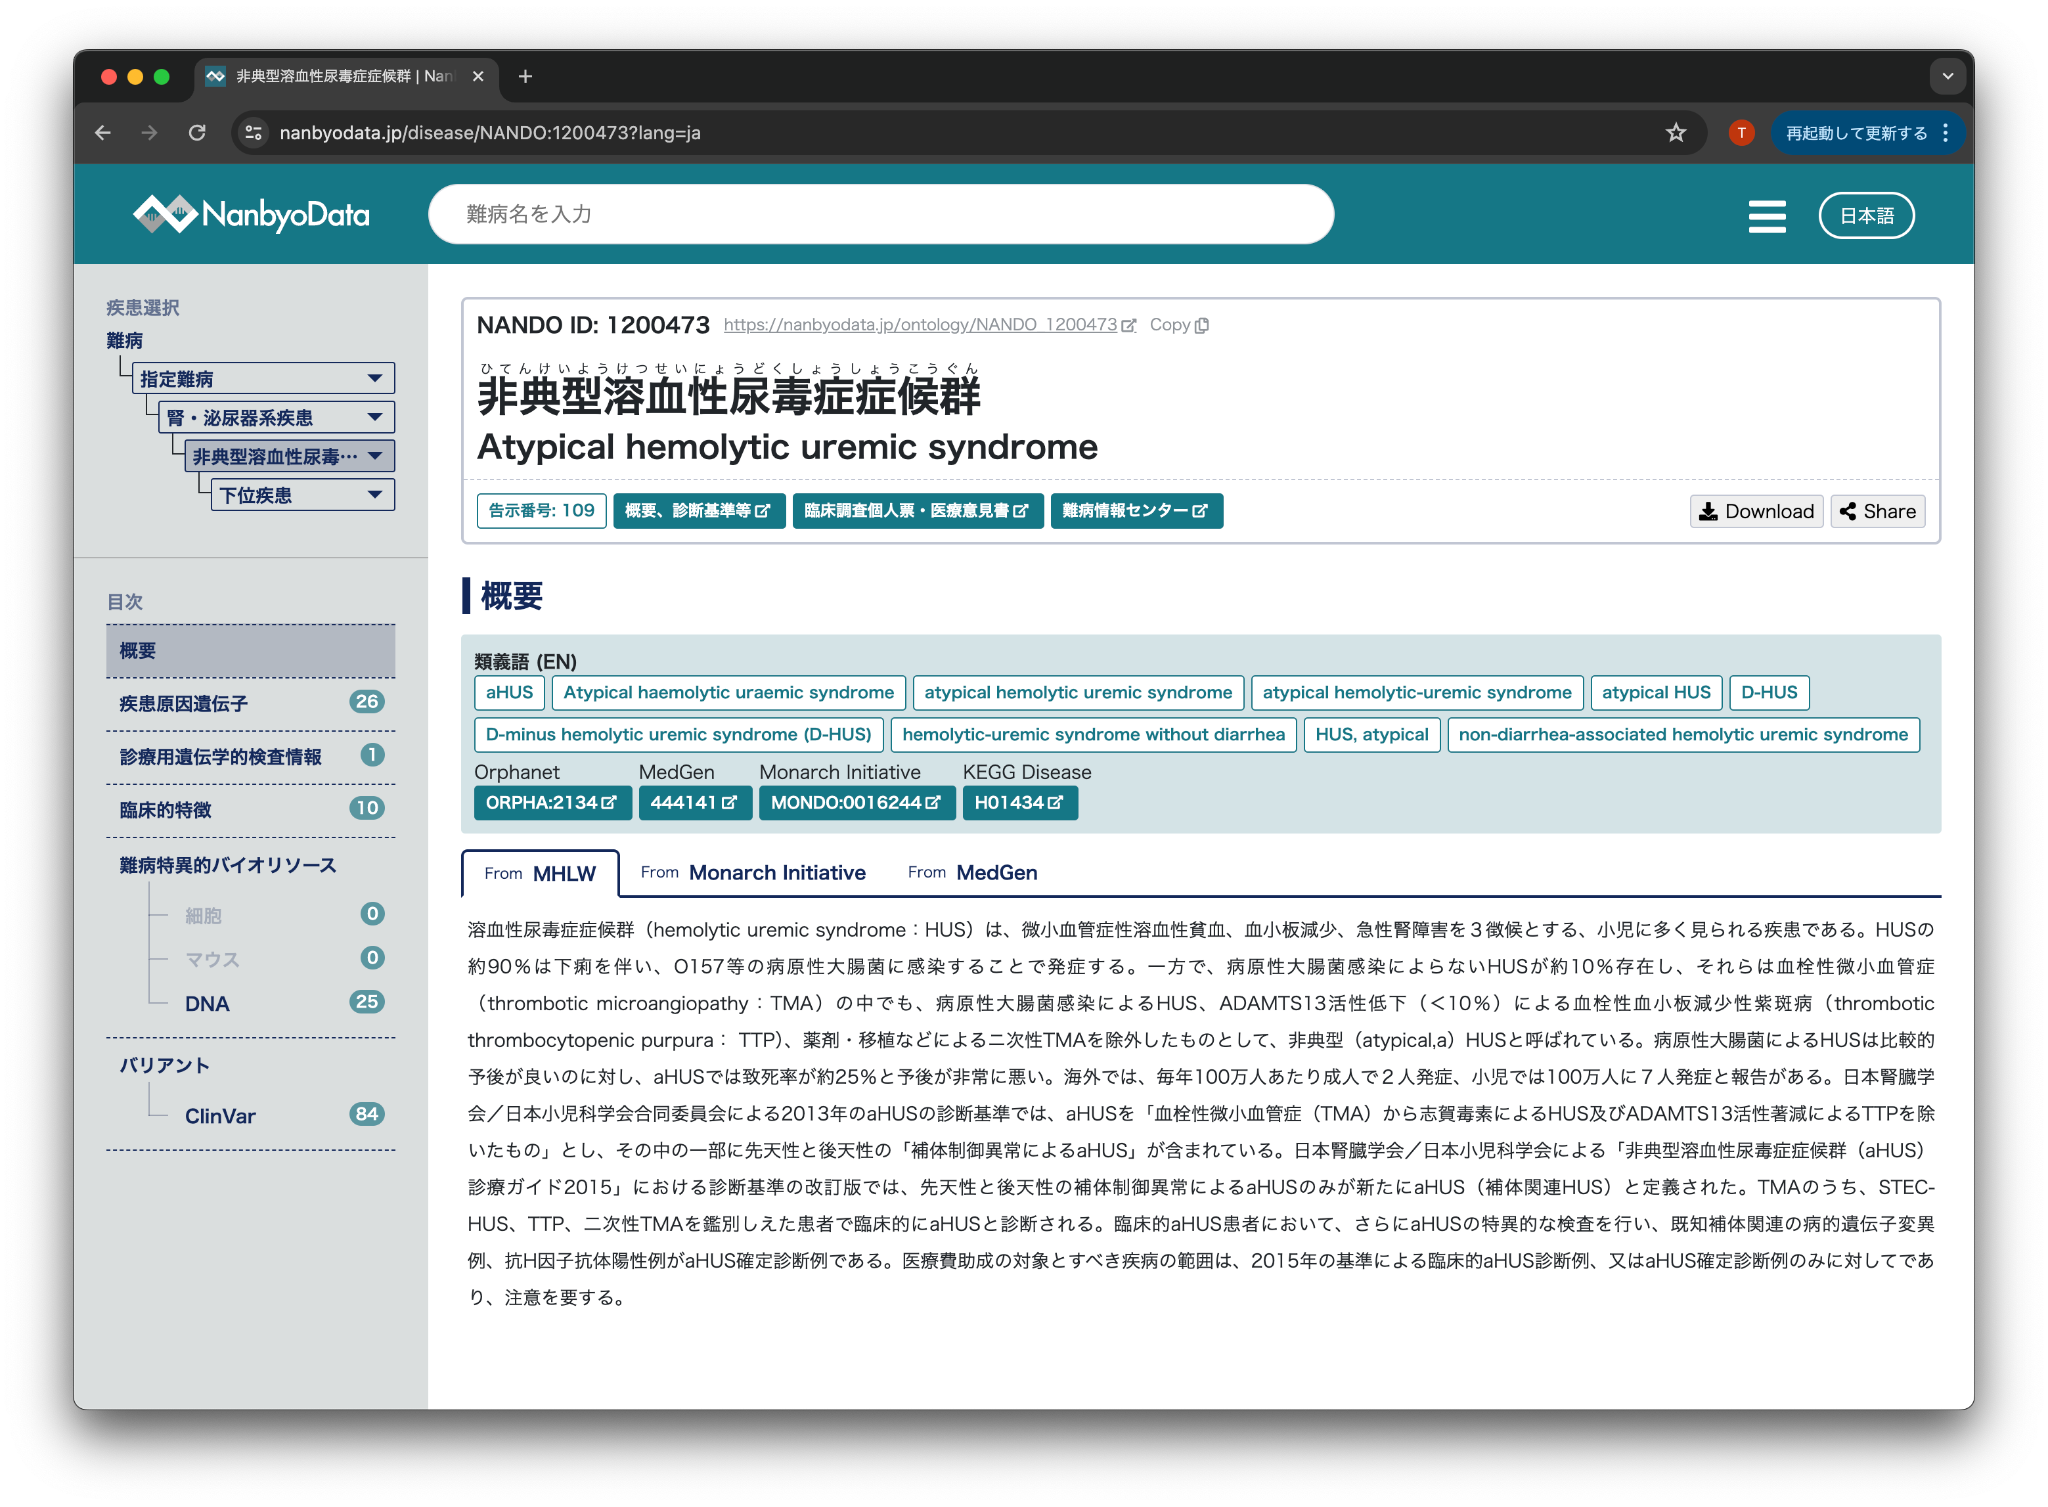 非典型溶血性尿毒症症候群 | Nan
nanbyodata.jp/disease/NANDO:1200473?lang=ja
T
再起動して更新する
NanbyoData
難病名を入力
日本語
疾患選択
難病
指定難病
腎・泌尿器系疾患
非典型溶血性尿毒…
下位疾患
目次
概要
疾患原因遺伝子 26
診療用遺伝学的検査情報 1
臨床的特徴 10
難病特異的バイオリソース
細胞 0
マウス 0
DNA 25
バリアント
ClinVar 84
NANDO ID: 1200473 https://nanbyodata.jp/ontology/NANDO_1200473 Copy
ひてんけいようけつせいにょうどくしょうしょうこうぐん
非典型溶血性尿毒症症候群
Atypical hemolytic uremic syndrome
告示番号: 109 概要、診断基準等 臨床調査個人票・医療意見書 難病情報センター Download Share
概要
類義語 (EN)
aHUS Atypical haemolytic uraemic syndrome atypical hemolytic uremic syndrome atypical hemolytic-uremic syndrome atypical HUS D-HUS
D-minus hemolytic uremic syndrome (D-HUS) hemolytic-uremic syndrome without diarrhea HUS, atypical non-diarrhea-associated hemolytic uremic syndrome
Orphanet MedGen Monarch Initiative KEGG Disease
ORPHA:2134 444141 MONDO:0016244 H01434
From MHLW From Monarch Initiative From MedGen
溶血性尿毒症症候群（hemolytic uremic syndrome：HUS）は、微小血管症性溶血性貧血、血小板減少、急性腎障害を３徴候とする、小児に多く見られる疾患である。HUSの
約90％は下痢を伴い、O157等の病原性大腸菌に感染することで発症する。一方で、病原性大腸菌感染によらないHUSが約10％存在し、それらは血栓性微小血管症
（thrombotic microangiopathy：TMA）の中でも、病原性大腸菌感染によるHUS、ADAMTS13活性低下（＜10％）による血栓性血小板減少性紫斑病（thrombotic
thrombocytopenic purpura： TTP）、薬剤・移植などによる二次性TMAを除外したものとして、非典型（atypical,a）HUSと呼ばれている。病原性大腸菌によるHUSは比較的
予後が良いのに対し、aHUSでは致死率が約25％と予後が非常に悪い。海外では、毎年100万人あたり成人で２人発症、小児では100万人に７人発症と報告がある。日本腎臓学
会／日本小児科学会合同委員会による2013年のaHUSの診断基準では、aHUSを「血栓性微小血管症（TMA）から志賀毒素によるHUS及びADAMTS13活性著減によるTTPを除
いたもの」とし、その中の一部に先天性と後天性の「補体制御異常によるaHUS」が含まれている。日本腎臓学会／日本小児科学会による「非典型溶血性尿毒症症候群（aHUS）
診療ガイド2015」における診断基準の改訂版では、先天性と後天性の補体制御異常によるaHUSのみが新たにaHUS（補体関連HUS）と定義された。TMAのうち、STEC-
HUS、TTP、二次性TMAを鑑別しえた患者で臨床的にaHUSと診断される。臨床的aHUS患者において、さらにaHUSの特異的な検査を行い、既知補体関連の病的遺伝子変異
例、抗H因子抗体陽性例がaHUS確定診断例である。医療費助成の対象とすべき疾病の範囲は、2015年の基準による臨床的aHUS診断例、又はaHUS確定診断例のみに対してであ
り、注意を要する。